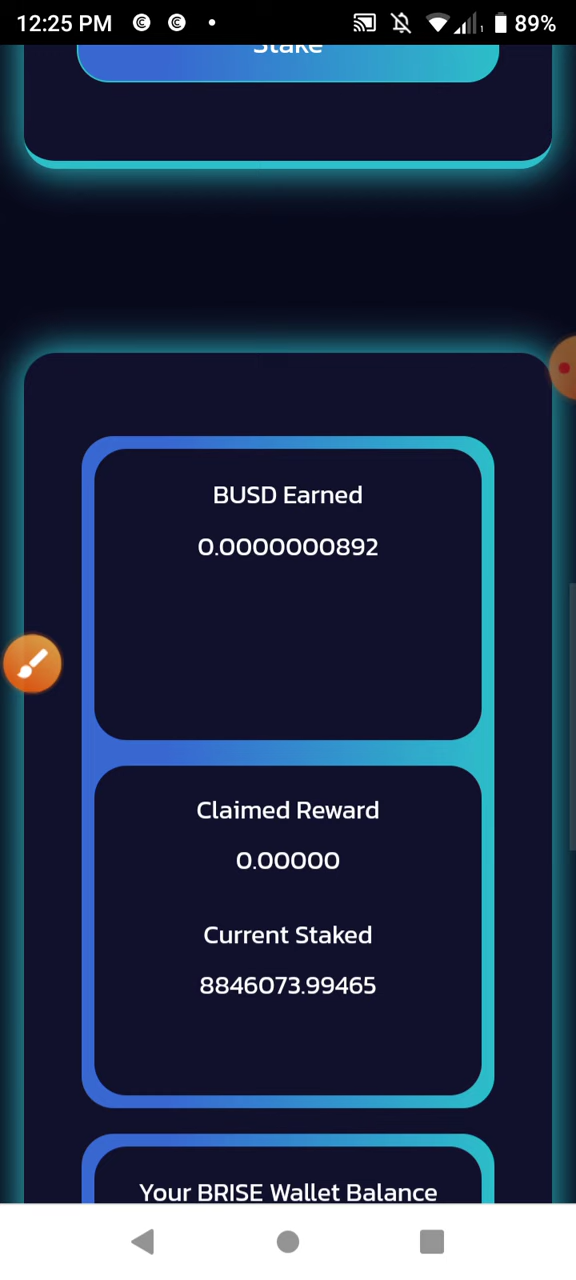 12:25 PM
1
89%
Stake
BUSD Earned
0.0000000892
Claimed Reward
0.00000
Current Staked
8846073.99465
Your BRISE Wallet Balance